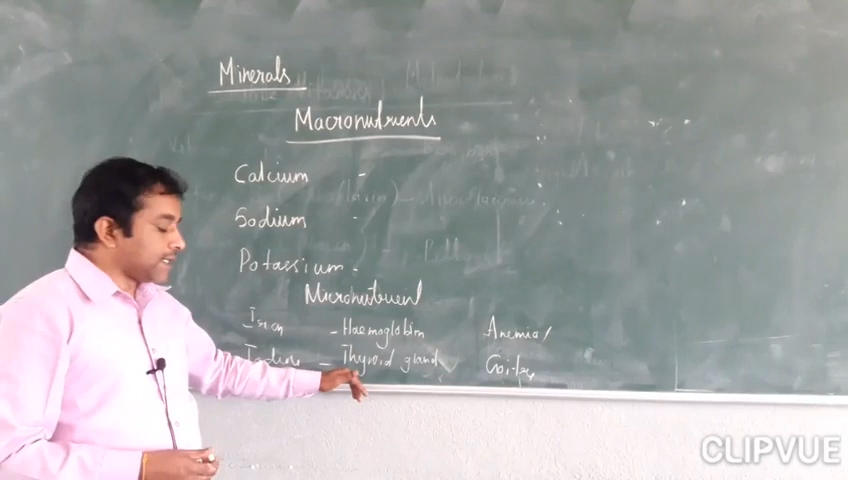 Minerals
Macronutrients
Calcium -
Sodium -
Potassium -
Micronutrient
Iron - Haemoglobin Anemia/
Iodine - Thyroid gland Goiter
CLIPVUE